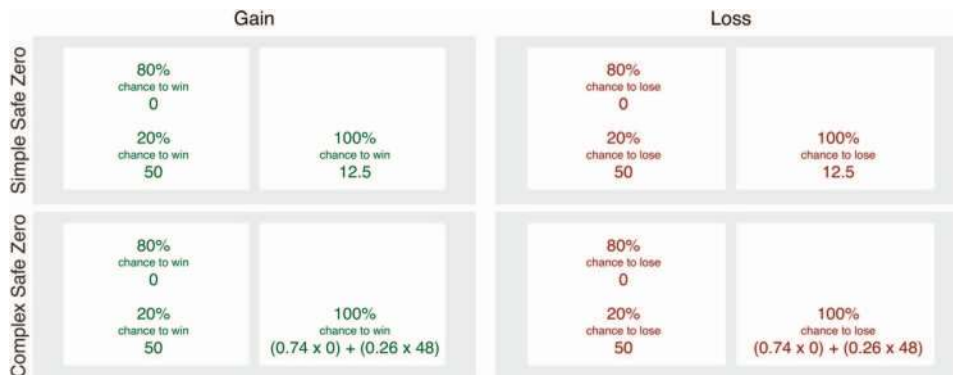 Gain
Loss
Simple Safe Zero
80%
chance to win
0
20%
chance to win
50
100%
chance to win
12.5
80%
chance to lose
0
20%
chance to lose
50
100%
chance to lose
12.5
Complex Safe Zero
80%
chance to win
0
20%
chance to win
50
100%
chance to win
(0.74 x 0) + (0.26 x 48)
80%
chance to lose
0
20%
chance to lose
50
100%
chance to lose
(0.74 x 0) + (0.26 x 48)